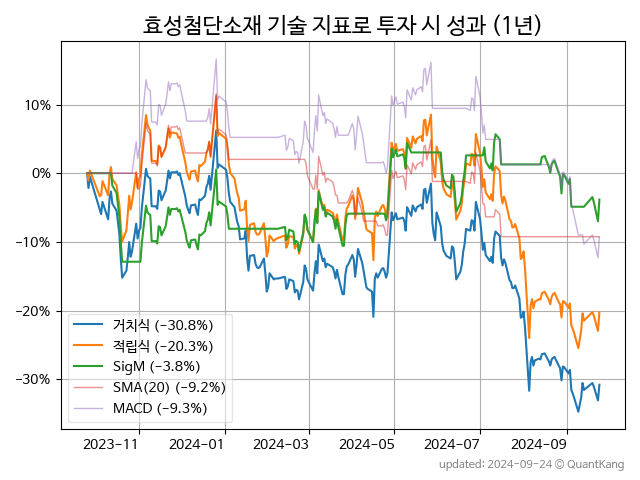 효성첨단소재 기술 지표로 투자 시 성과 (1년)
10%
0%
−10%
−20%
−30%
거치식 (−30.8%)
적립식 (−20.3%)
SigM (−3.8%)
SMA(20) (−9.2%)
MACD (−9.3%)
2023-11
2024-01
2024-03
2024-05
2024-07
2024-09
updated: 2024-09-24 © QuantKang